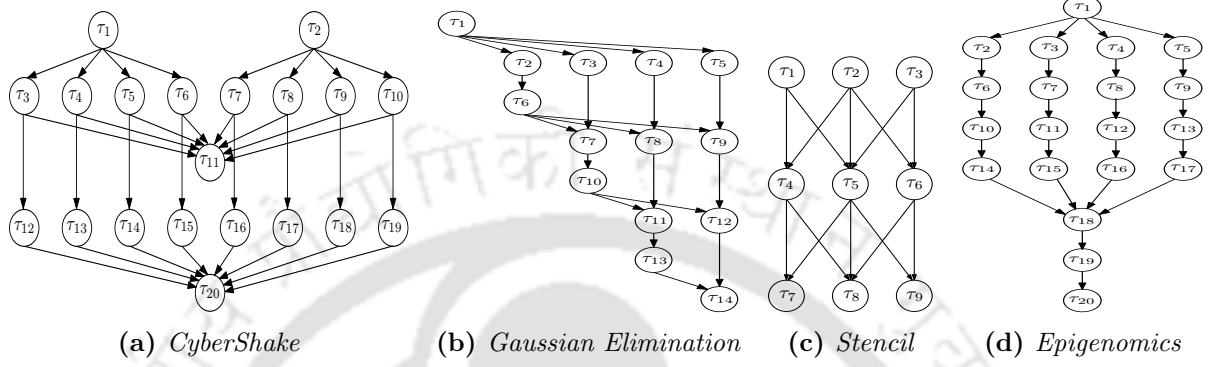 τ1 τ2
τ3 τ4 τ5 τ6 τ7 τ8 τ9 τ10
τ11
τ12 τ13 τ14 τ15 τ16 τ17 τ18 τ19
τ20
(a) CyberShake
τ1
τ2 τ3 τ4 τ5
τ6
τ7 τ8 τ9
τ10
τ11 τ12
τ13
τ14
(b) Gaussian Elimination
τ1 τ2 τ3
τ4 τ5 τ6
τ7 τ8 τ9
(c) Stencil
τ1
τ2 τ3 τ4 τ5
τ6 τ7 τ8 τ9
τ10 τ11 τ12 τ13
τ14 τ15 τ16 τ17
τ18
τ19
τ20
(d) Epigenomics